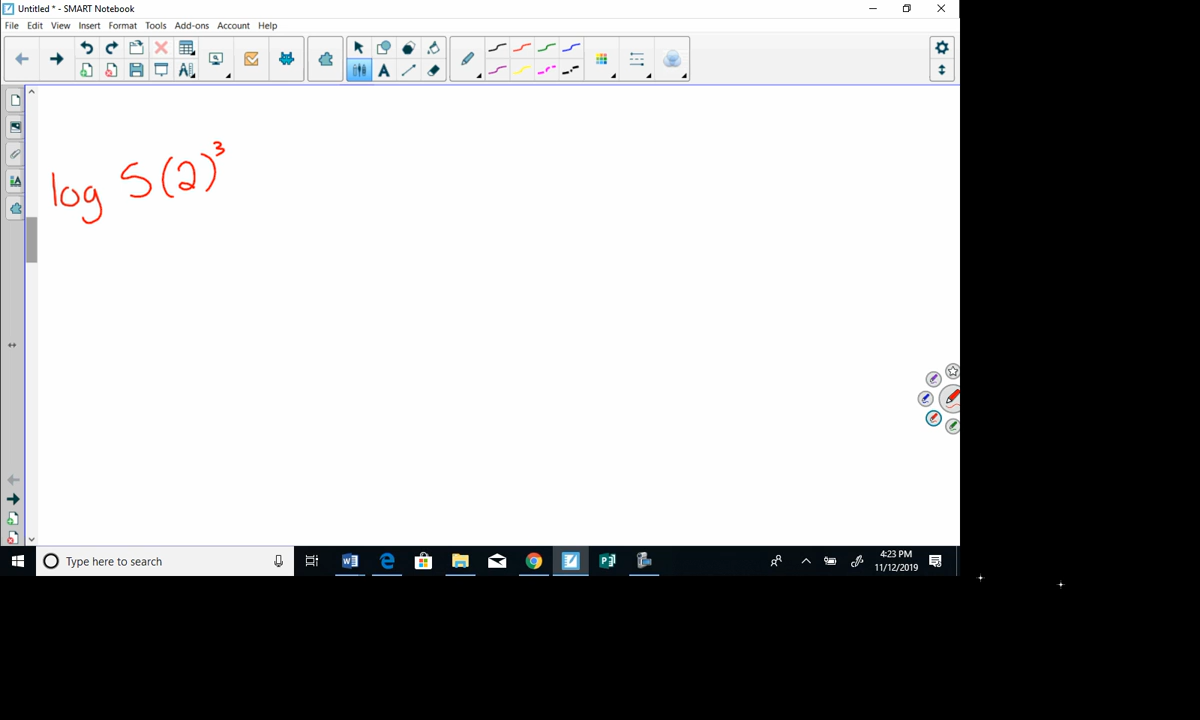 Untitled * - SMART Notebook
File Edit View Insert Format Tools Add-ons Account Help
log 5(2)³
Type here to search
4:23 PM
11/12/2019